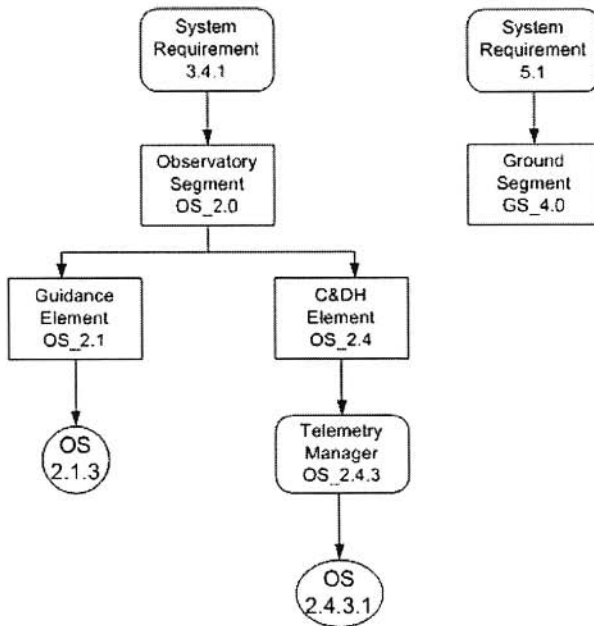 System
Requirement
3.4.1
System
Requirement
5.1
Observatory
Segment
OS_2.0
Ground
Segment
GS_4.0
Guidance
Element
OS_2.1
C&DH
Element
OS_2.4
OS
2.1.3
Telemetry
Manager
OS_2.4.3
OS
2.4.3.1